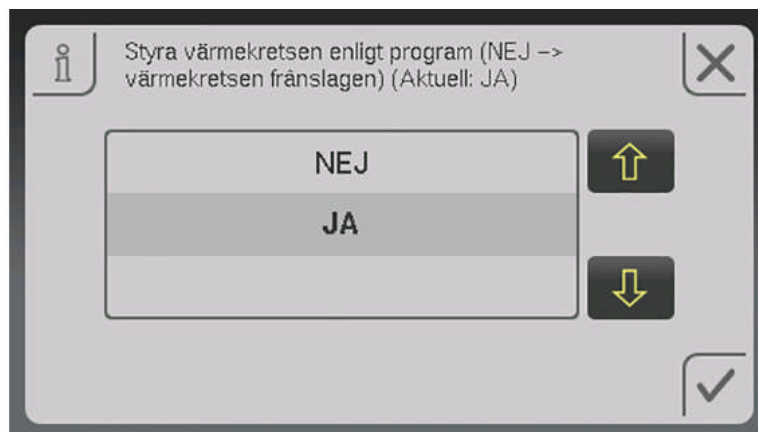 Styra värmekretsen enligt program (NEJ –>
värmekretsen frånslagen) (Aktuell: JA)
NEJ
JA